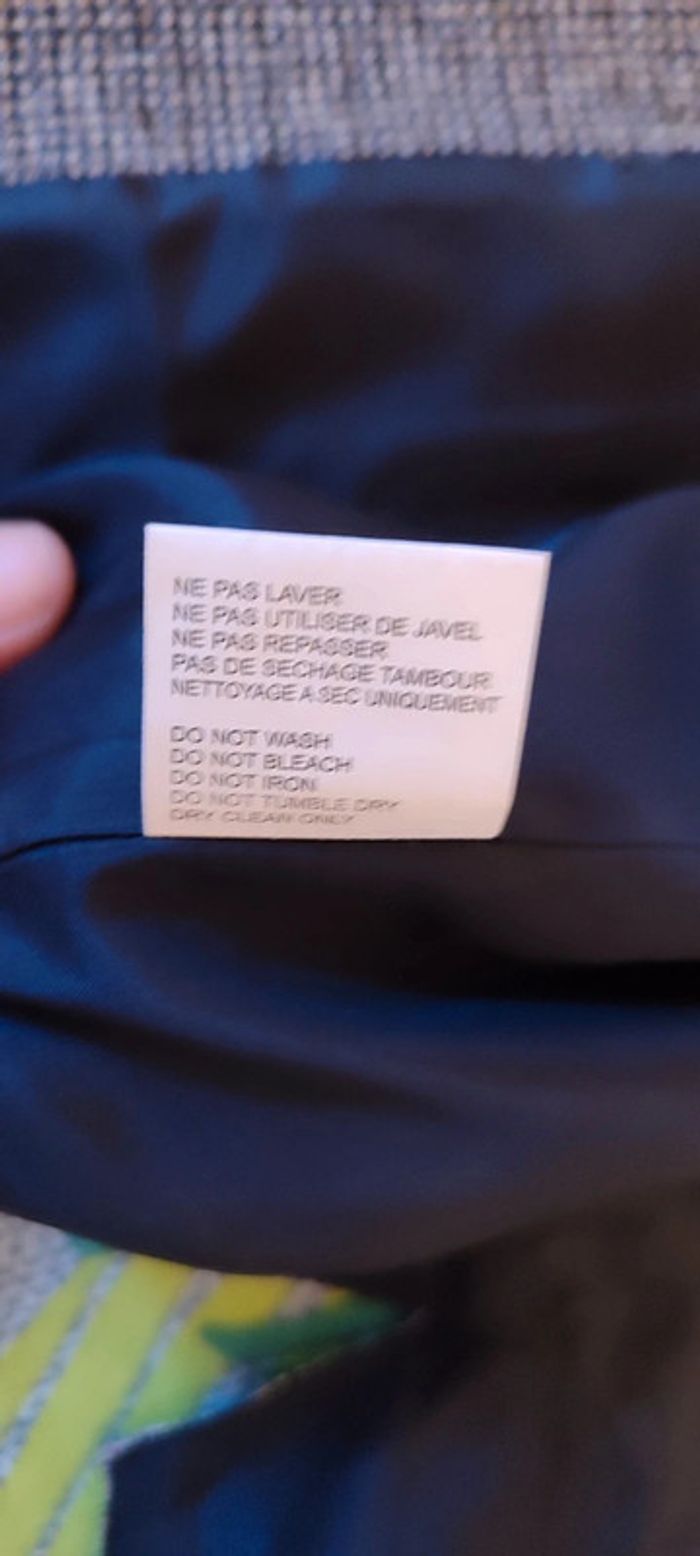 NE PAS LAVER
NE PAS UTILISER DE JAVEL
NE PAS REPASSER
PAS DE SECHAGE TAMBOUR
NETTOYAGE A SEC UNIQUEMENT
DO NOT WASH
DO NOT BLEACH
DO NOT IRON
DO NOT TUMBLE DRY
DRY CLEAN ONLY